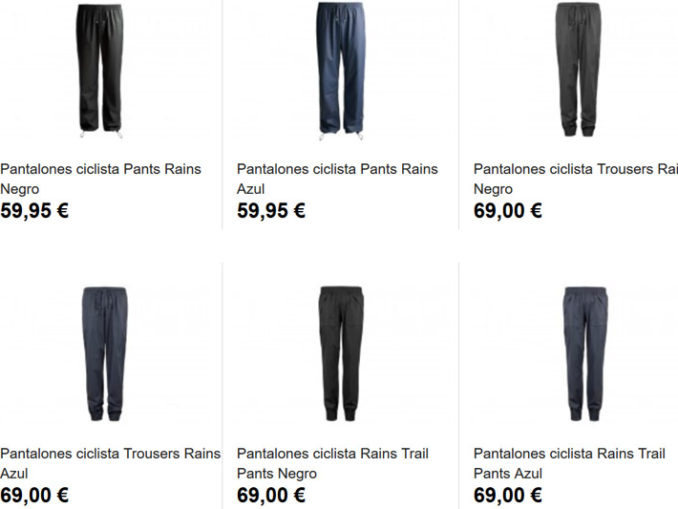 Pantalones ciclista Pants Rains
Negro
59,95 €
Pantalones ciclista Pants Rains
Azul
59,95 €
Pantalones ciclista Trousers Rai
Negro
69,00 €
Pantalones ciclista Trousers Rains
Azul
69,00 €
Pantalones ciclista Rains Trail
Pants Negro
69,00 €
Pantalones ciclista Rains Trail
Pants Azul
69,00 €